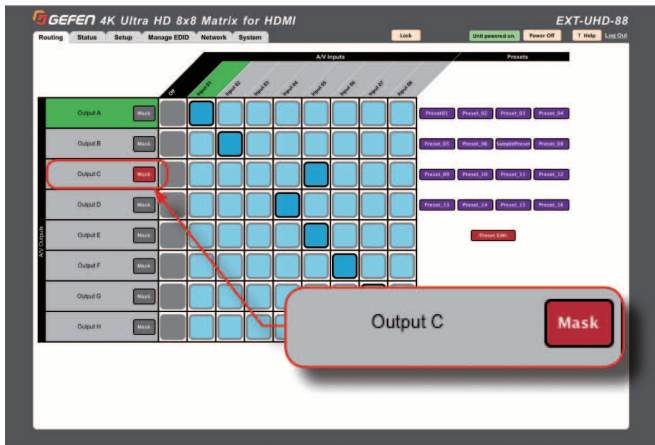 GEFEN 4K Ultra HD 8x8 Matrix for HDMI
EXT-UHD-88
Routing Status Setup Manage EDID Network System
Lock
Unit powered on. Power Off ? Help Log Out
A/V Inputs
Presets
Off Input 01 Input 02 Input 03 Input 04 Input 05 Input 06 Input 07 Input 08
A/V Outputs
Output A Mask
Preset01 Preset_02 Preset_03 Preset_04
Output B Mask
Preset_05 Preset_06 SamplePreset Preset_08
Output C Mask
Preset_09 Preset_10 Preset_11 Preset_12
Output D Mask
Preset_13 Preset_14 Preset_15 Preset_16
Output E Mask
Preset Edit
Output F Mask
Output G Mask
Output H Mask
Output C Mask